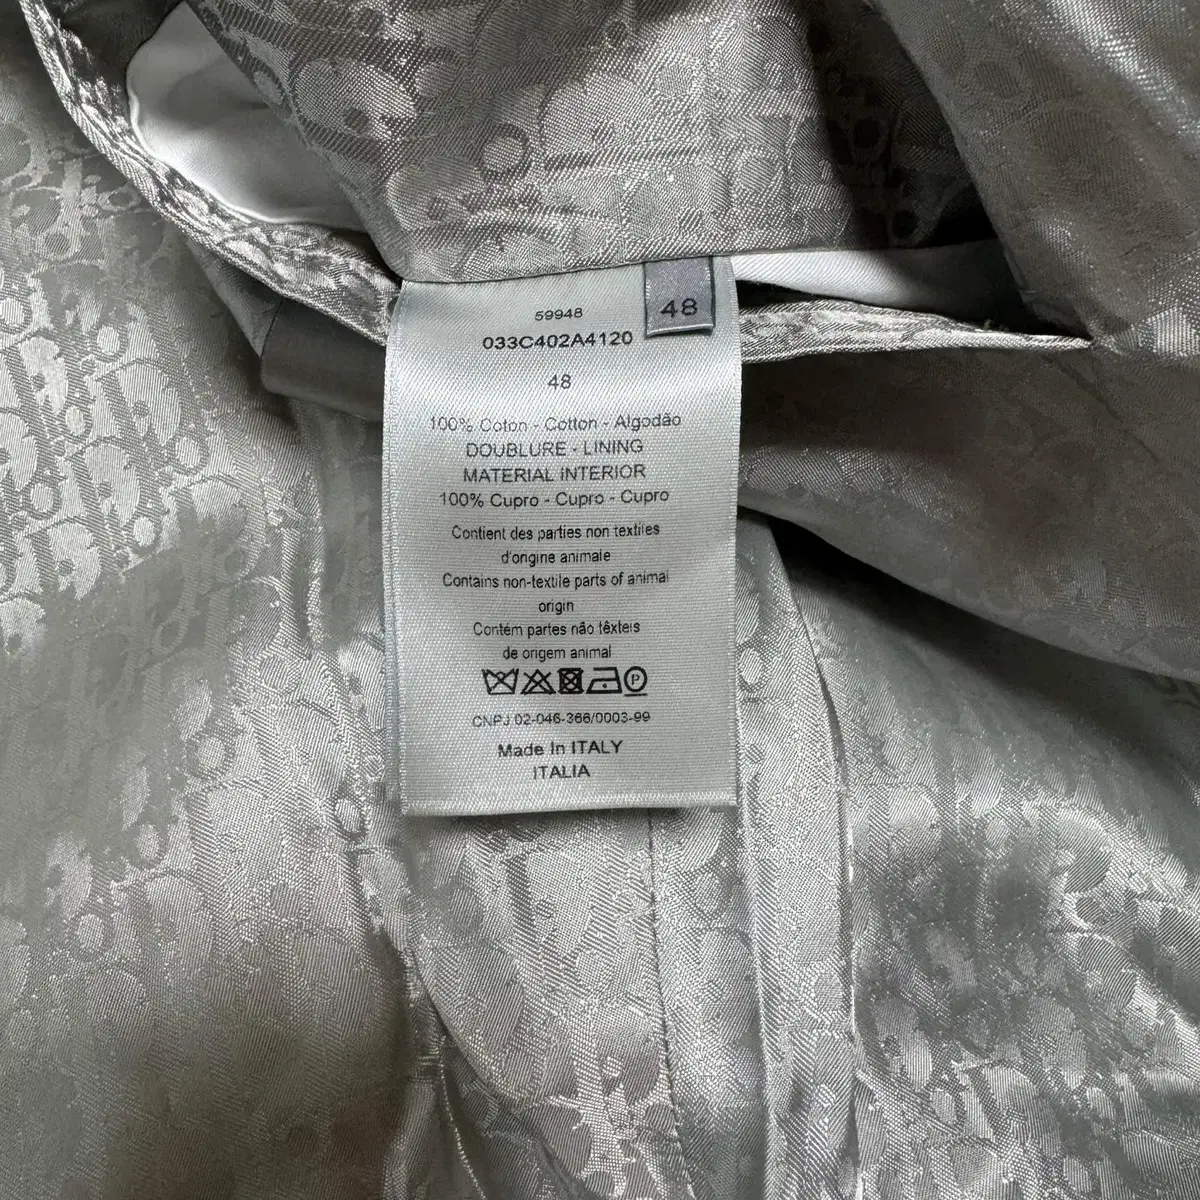 48
59948
033C402A4120
48
100% Coton - Cotton - Algodão
DOUBLURE - LINING
MATERIAL INTERIOR
100% Cupro - Cupro - Cupro
Contient des parties non textiles
d'origine animale
Contains non-textile parts of animal
origin
Contém partes não têxteis
de origem animal
P
CNPJ 02-046-366/0003-99
Made In ITALY
ITALIA